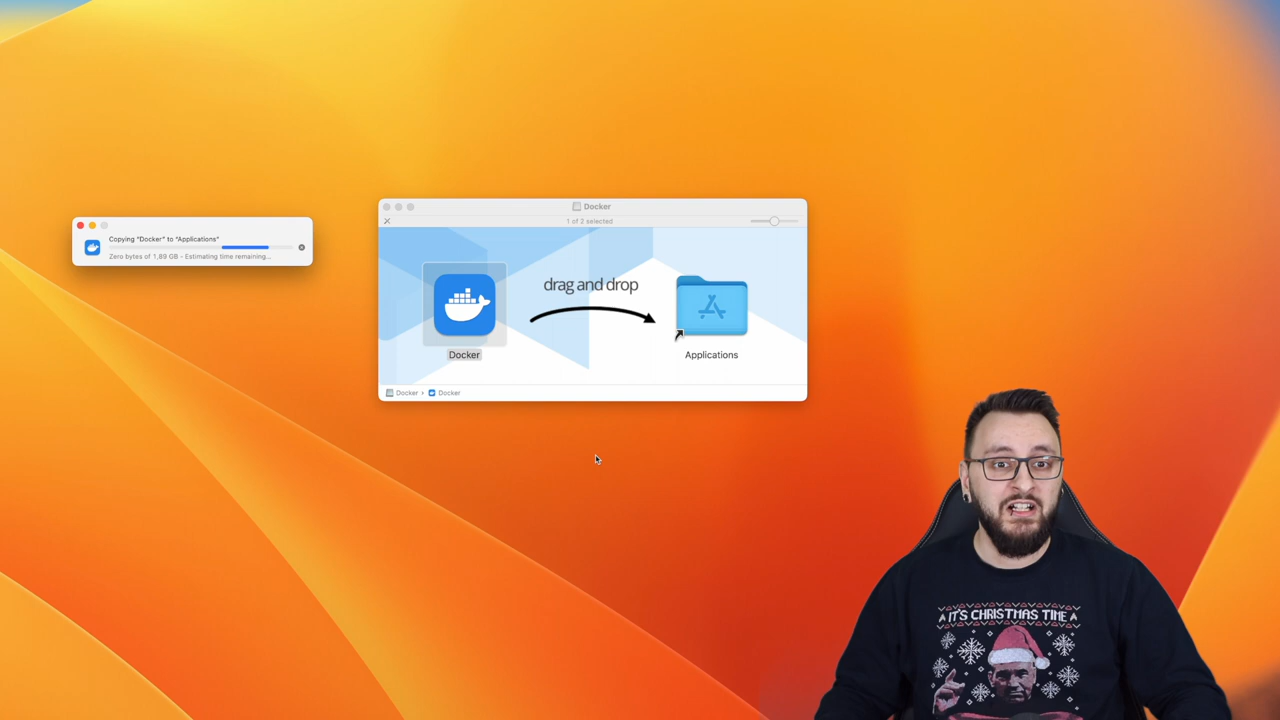 Copying "Docker" to "Applications"
Zero bytes of 1,89 GB - Estimating time remaining...
Docker
1 of 2 selected
drag and drop
Docker
Applications
Docker › Docker
IT'S CHRISTMAS TIME